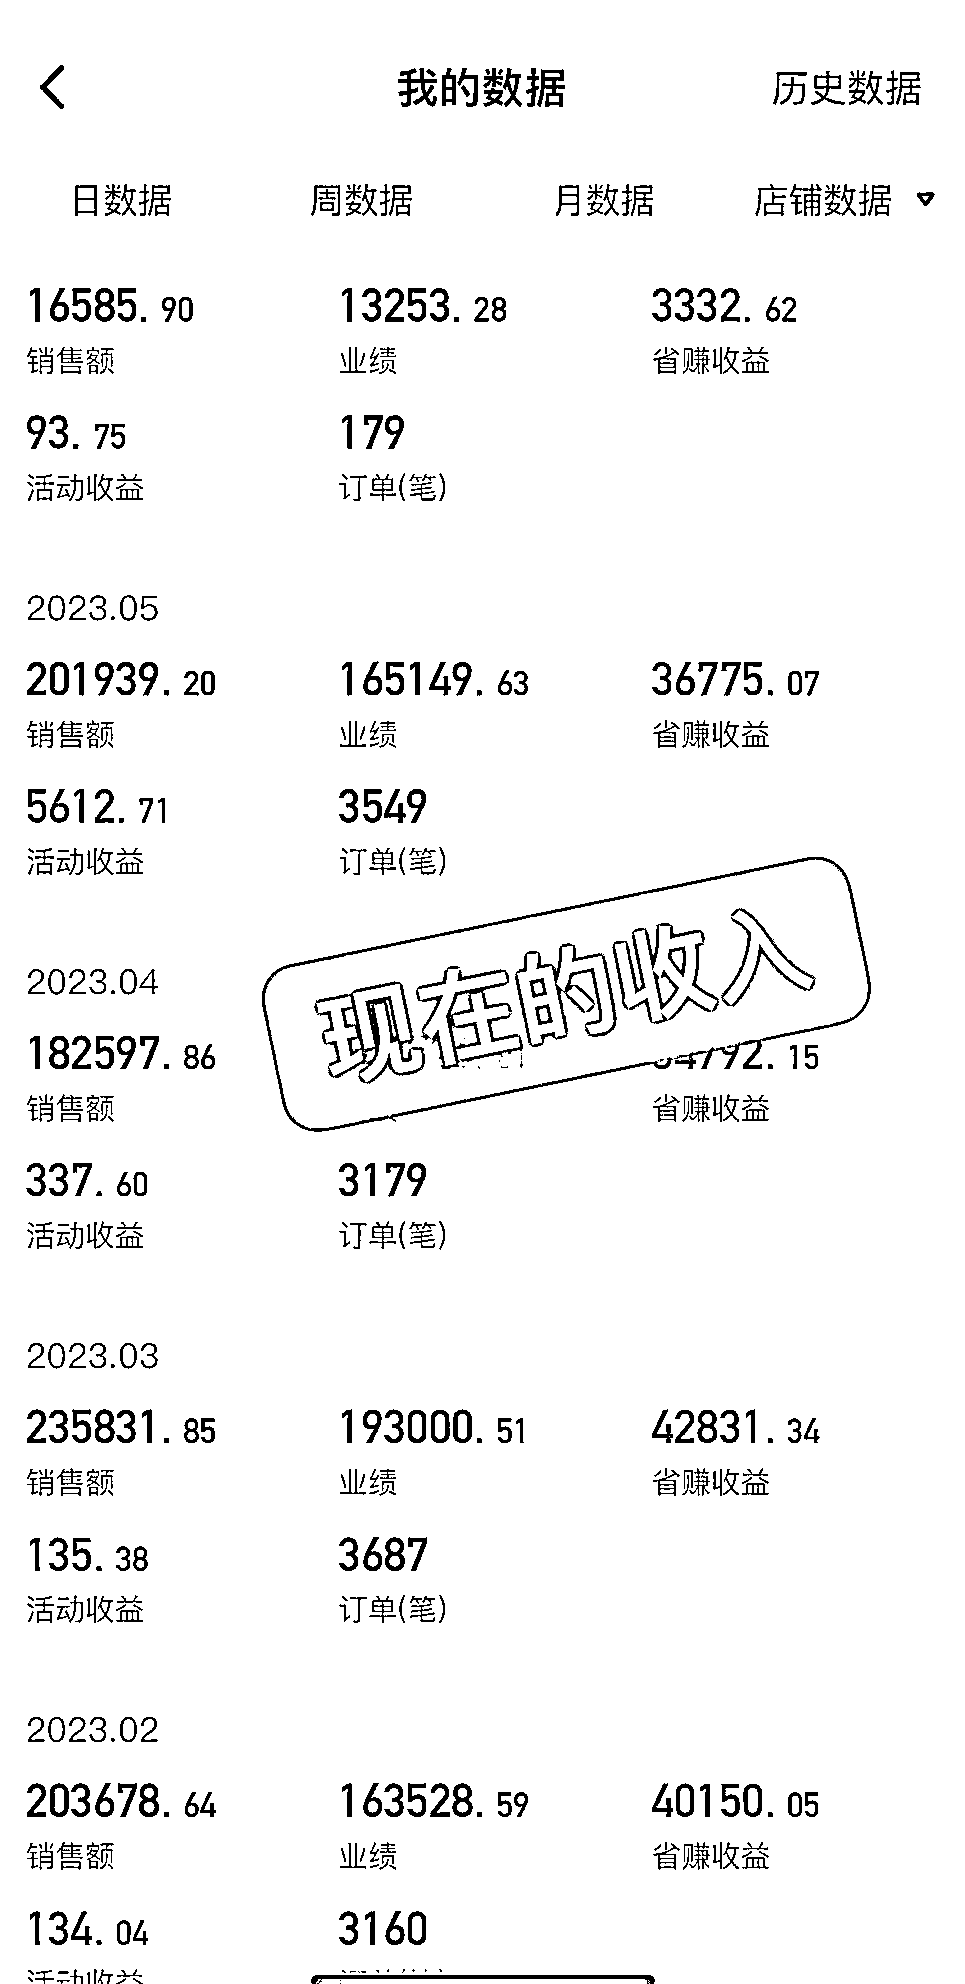 我的数据 历史数据
日数据 周数据 月数据 店铺数据
16585.90 13253.28 3332.62
销售额 业绩 省赚收益
93.75 179
活动收益 订单(笔)
2023.05
201939.20 165149.63 36775.07
销售额 业绩 省赚收益
5612.71 3549
活动收益 订单(笔)
现在的收入
2023.04
182597.86
销售额 省赚收益
337.60 3179
活动收益 订单(笔)
2023.03
235831.85 193000.51 42831.34
销售额 业绩 省赚收益
135.38 3687
活动收益 订单(笔)
2023.02
203678.64 163528.59 40150.05
销售额 业绩 省赚收益
134.04 3160
活动收益